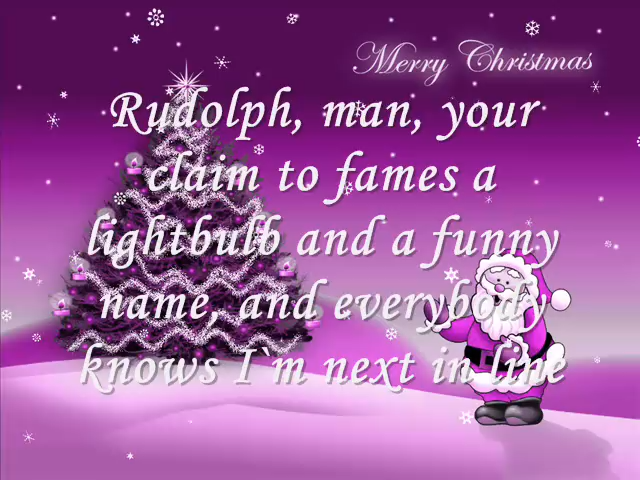 Merry Christmas
Rudolph, man, your
claim to fames a
lightbulb and a funny
name, and everybody
knows I`m next in line